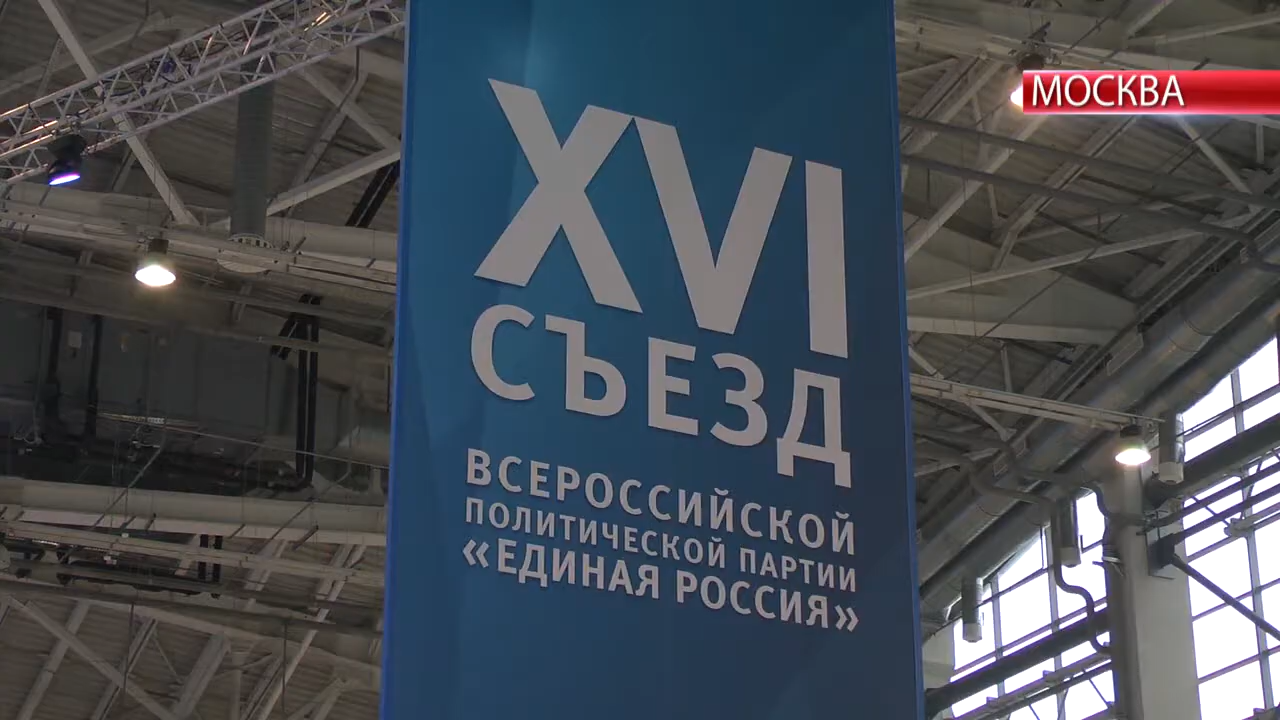 МОСКВА
XVI
СЪЕЗД
ВСЕРОССИЙСКОЙ
ПОЛИТИЧЕСКОЙ ПАРТИИ
«ЕДИНАЯ РОССИЯ»